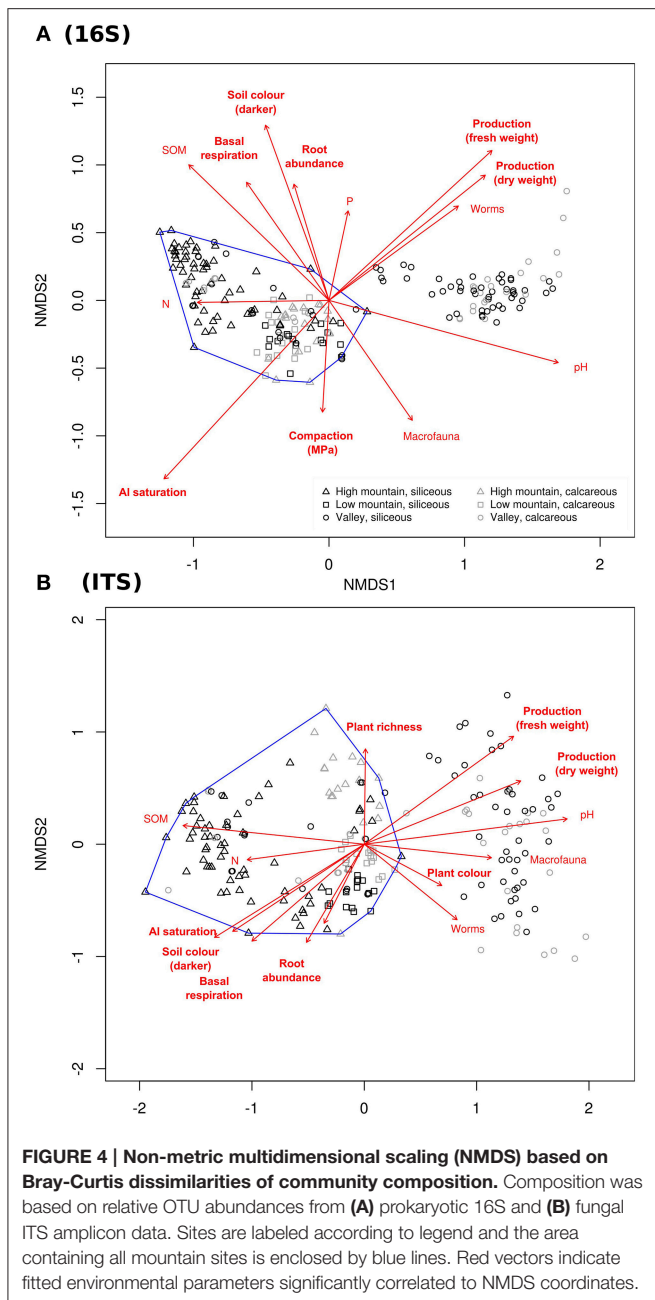 A (16S)
Soil colour
(darker)
Production
(fresh weight)
Basal
respiration
Root
abundance
SOM
Production
(dry weight)
P
Worms
N
pH
Compaction
(MPa)
Macrofauna
Al saturation
High mountain, siliceous
Low mountain, siliceous
Valley, siliceous
High mountain, calcareous
Low mountain, calcareous
Valley, calcareous
1.5
1.0
0.5
0.0
-0.5
-1.0
-1.5
NMDS2
-1 0 1 2
NMDS1
B (ITS)
Plant richness
Production
(fresh weight)
Production
(dry weight)
SOM
pH
N
Macrofauna
Plant colour
Al saturation
Worms
Soil colour
(darker)
Basal
respiration
Root
abundance
2
1
0
-1
-2
NMDS2
-2 -1 0 1 2
FIGURE 4 | Non-metric multidimensional scaling (NMDS) based on
Bray-Curtis dissimilarities of community composition. Composition was
based on relative OTU abundances from (A) prokaryotic 16S and (B) fungal
ITS amplicon data. Sites are labeled according to legend and the area
containing all mountain sites is enclosed by blue lines. Red vectors indicate
fitted environmental parameters significantly correlated to NMDS coordinates.